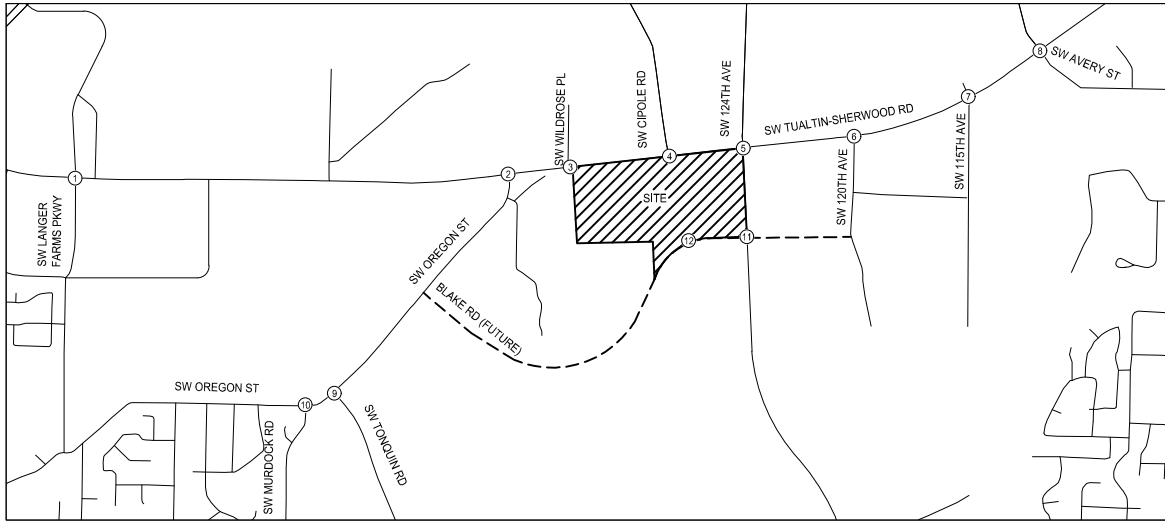 8
SW AVERY ST
SW WILDROSE PL
SW CIPOLE RD
SW 124TH AVE
SW TUALTIN-SHERWOOD RD
7
6
5
4
3
2
1
SW LANGER
FARMS PKWY
SITE
SW 120TH AVE
SW 115TH AVE
SW OREGON ST
12
11
BLAKE RD (FUTURE)
SW OREGON ST
10
9
SW MURDOCK RD
SW TONQUIN RD